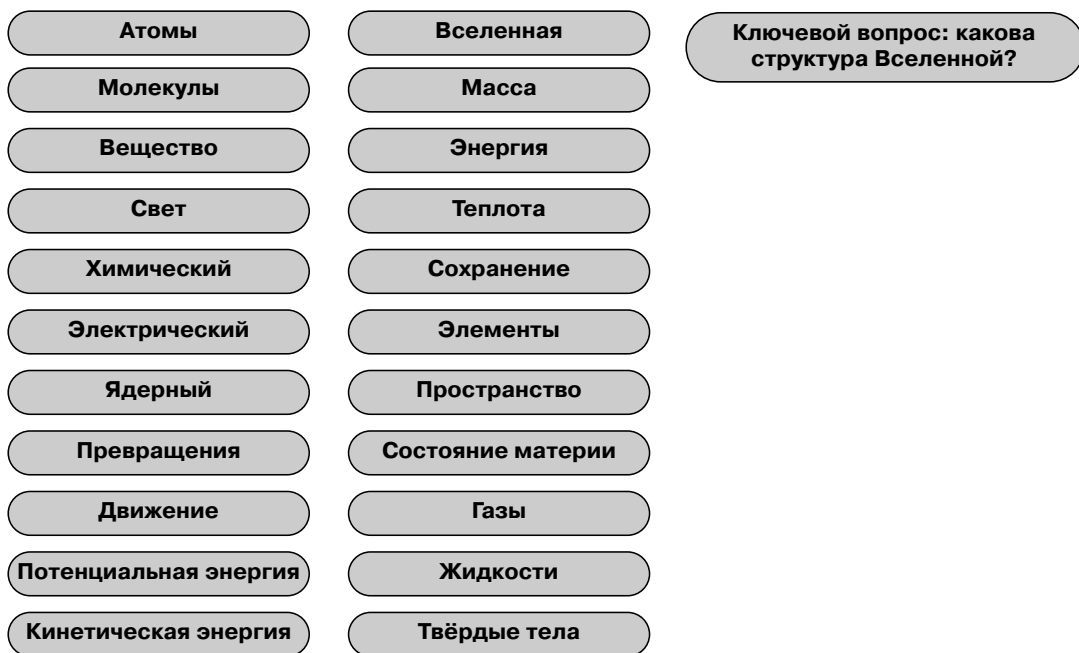 Атомы
Молекулы
Вещество
Свет
Химический
Электрический
Ядерный
Превращения
Движение
Потенциальная энергия
Кинетическая энергия
Вселенная
Масса
Энергия
Теплота
Сохранение
Элементы
Пространство
Состояние материи
Газы
Жидкости
Твёрдые тела
Ключевой вопрос: какова
структура Вселенной?